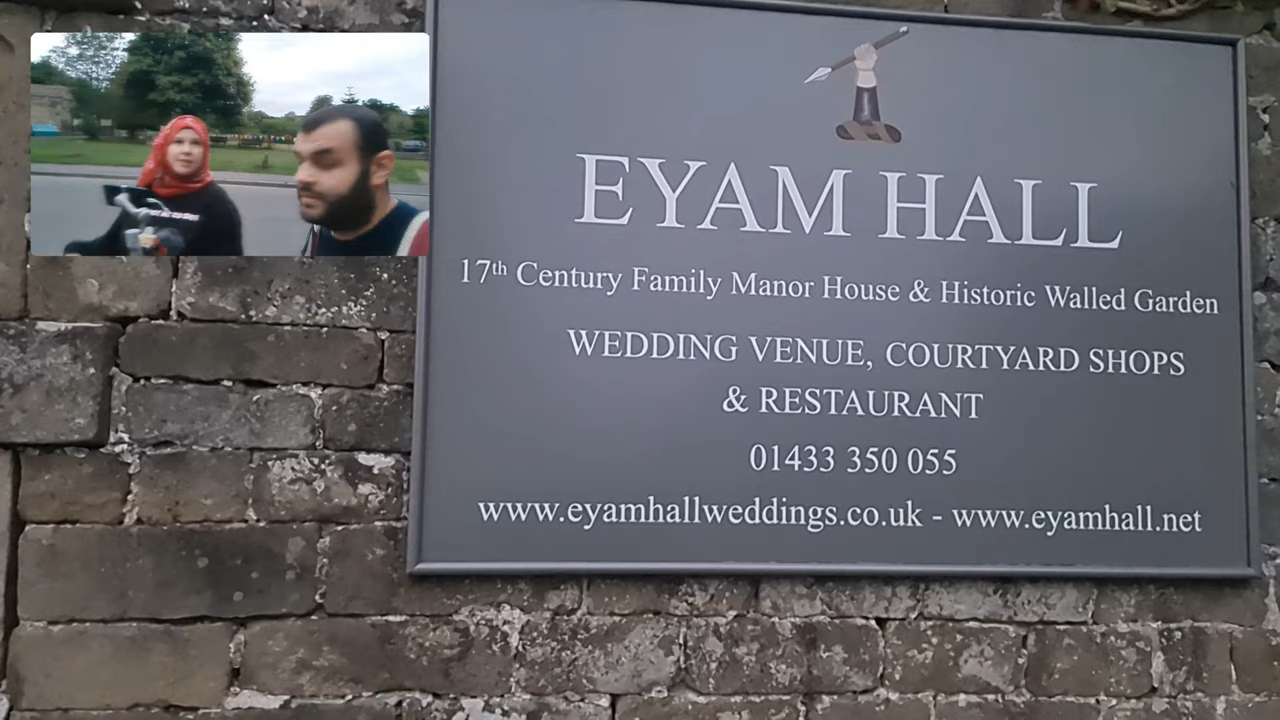 EYAM HALL
17th Century Family Manor House & Historic Walled Garden
WEDDING VENUE, COURTYARD SHOPS
& RESTAURANT
01433 350 055
www.eyamhallweddings.co.uk - www.eyamhall.net